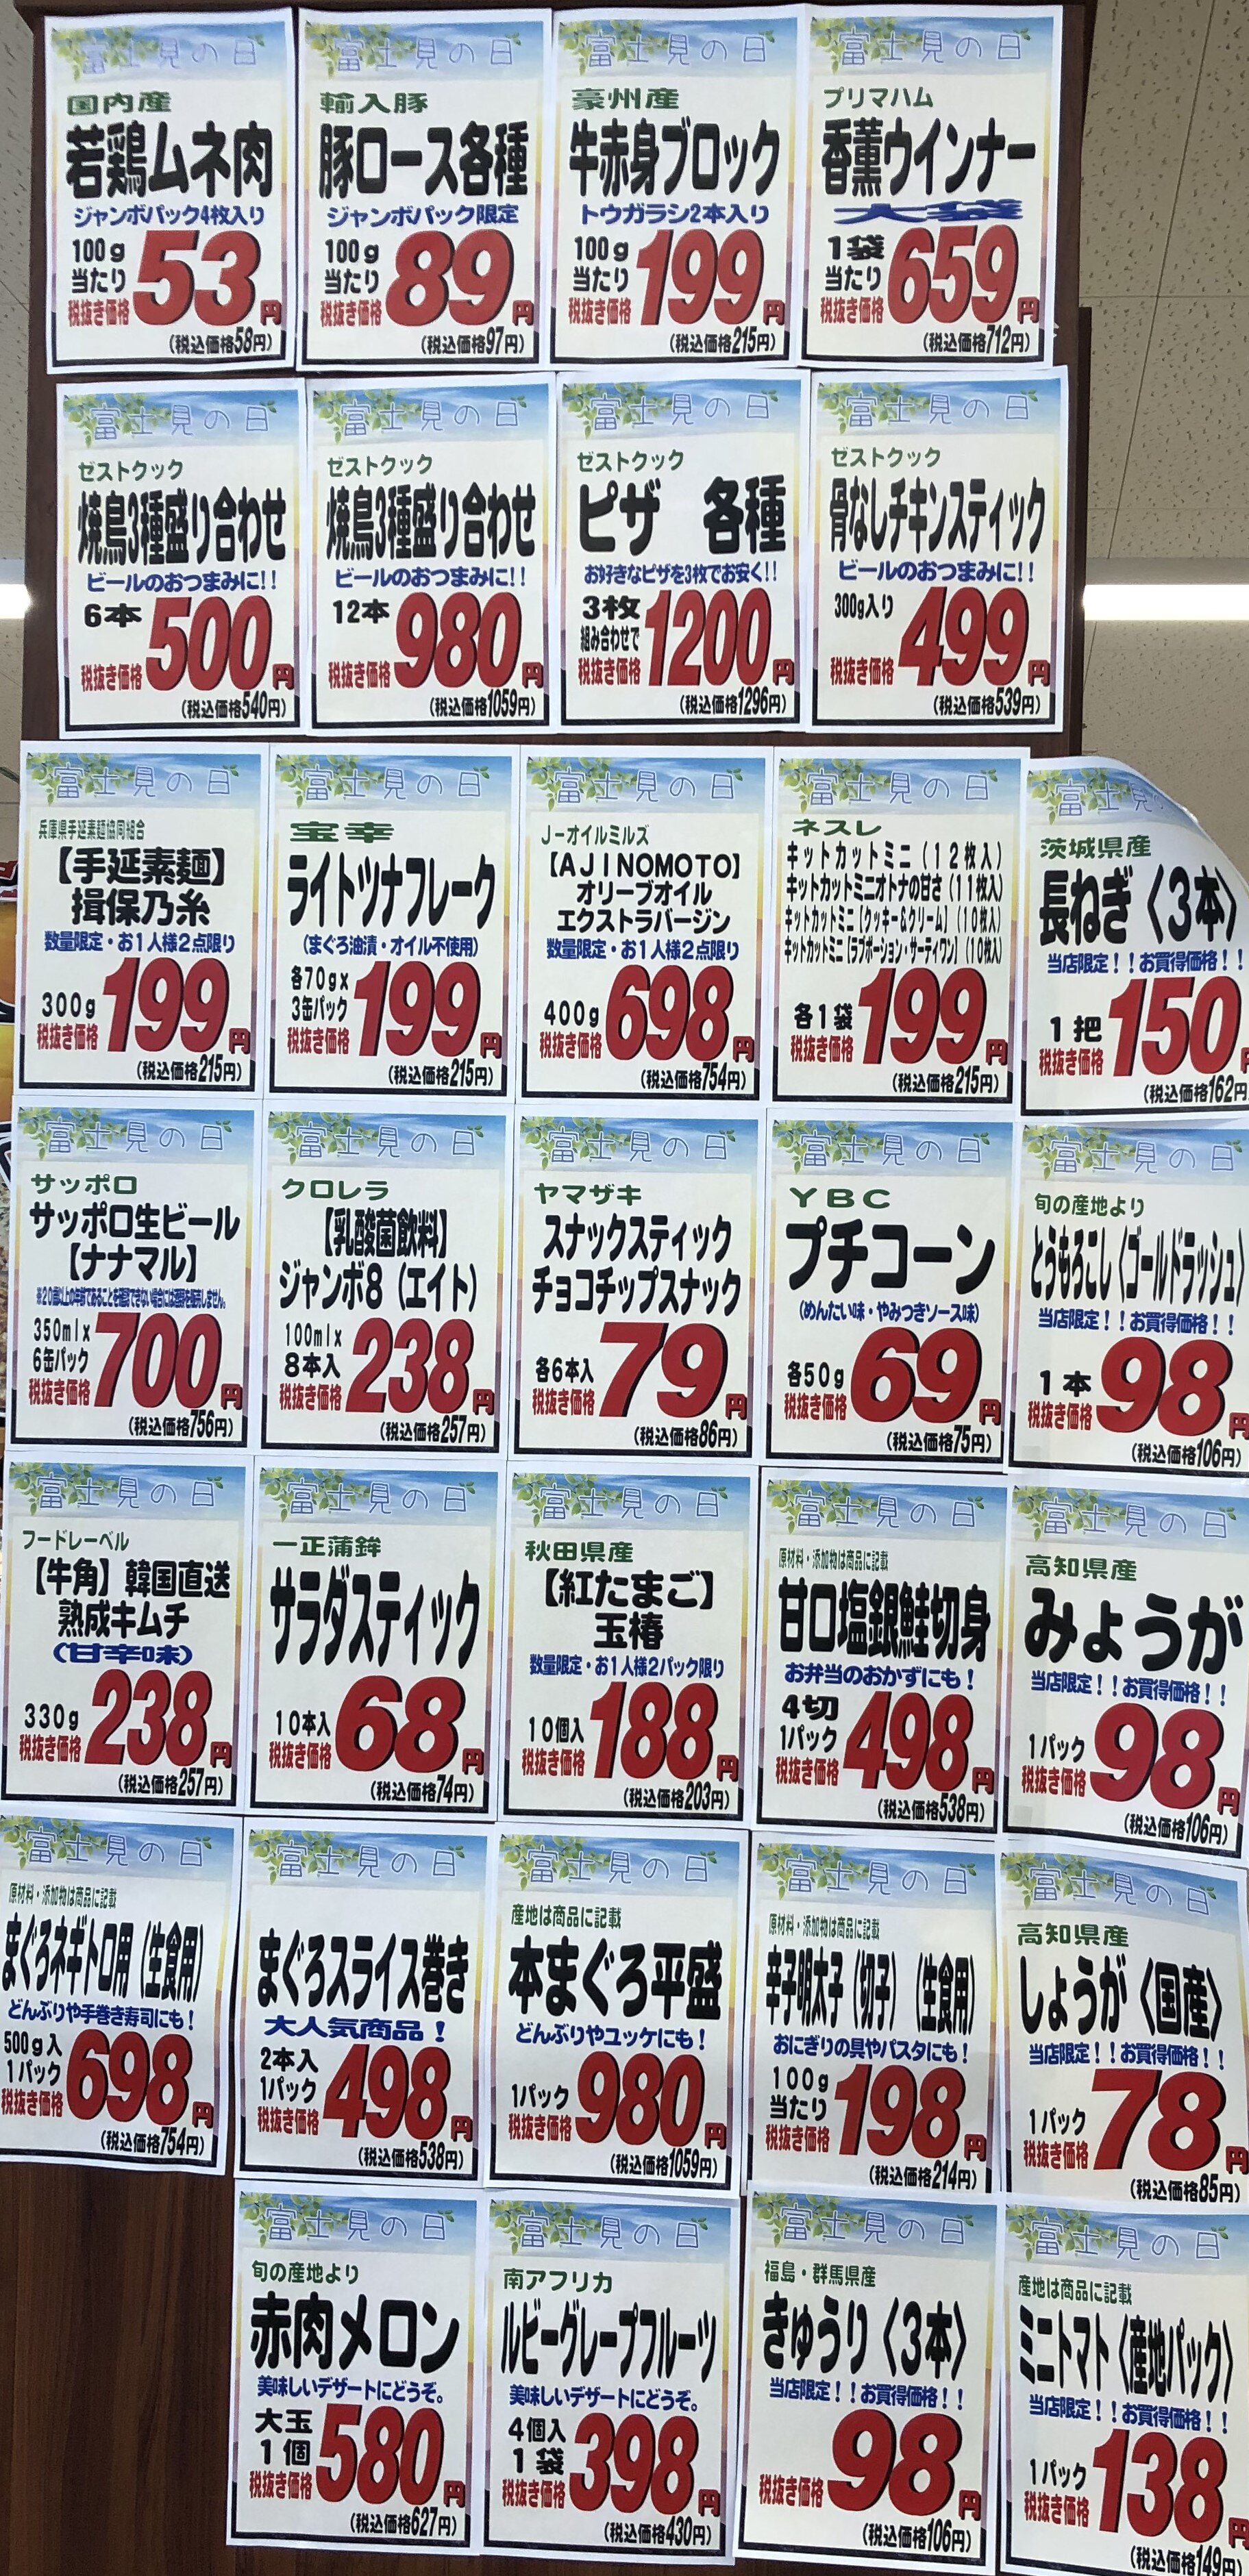 富士見の日
国内産
若鶏ムネ肉
ジャンボパック4枚入り
100g
当たり
税抜き価格
53円
(税込価格58円)
富士見の日
輸入豚
豚ロース各種
ジャンボパック限定
100g
当たり
税抜き価格
89円
(税込価格97円)
富士見の日
豪州産
牛赤身ブロック
トウガラシ2本入り
100g
当たり
税抜き価格
199円
(税込価格215円)
富士見の日
プリマハム
香薫ウインナー
大袋
1袋
当たり
税抜き価格
659円
(税込価格712円)
富士見の日
ゼストクック
焼鳥3種盛り合わせ
ビールのおつまみに!!
6本
税抜き価格
500円
(税込価格540円)
富士見の日
ゼストクック
焼鳥3種盛り合わせ
ビールのおつまみに!!
12本
税抜き価格
980円
(税込価格1059円)
富士見の日
ゼストクック
ピザ 各種
お好きなピザを3枚でお安く!!
3枚
組み合わせで
税抜き価格
1200円
(税込価格1296円)
富士見の日
ゼストクック
骨なしチキンスティック
ビールのおつまみに!!
300g入り
税抜き価格
499円
(税込価格539円)
富士見の日
兵庫県手延素麺協同組合
【手延素麺】
揖保乃糸
数量限定・お1人様2点限り
300g
税抜き価格
199円
(税込価格215円)
富士見の日
宝幸
ライトツナフレーク
(まぐろ油漬・オイル不使用)
各70g×
3缶パック
税抜き価格
199円
(税込価格215円)
富士見の日
J-オイルミルズ
【AJINOMOTO】
オリーブオイル
エクストラバージン
数量限定・お1人様2点限り
400g
税抜き価格
698円
(税込価格754円)
富士見の日
ネスレ
キットカットミニ(12枚入)
キットカットミニオトナの甘さ(11枚入)
キットカットミニ[クッキー&クリーム](10枚入)
キットカットミニ[ラブポーション・サーティワン](10枚入)
各1袋
税抜き価格
199円
(税込価格215円)
富士見の
茨城県産
長ねぎ〈3本〉
当店限定!!お買得価格!!
1把
税抜き価格
150円
(税込価格162円)
富士見の日
サッポロ
サッポロ生ビール
【ナナマル】
※20歳以上の年齢であることを確認できない場合には酒類を販売しません。
350ml×
6缶パック
税抜き価格
700円
(税込価格756円)
富士見の日
クロレラ
【乳酸菌飲料】
ジャンボ8(エイト)
100ml×
8本入
税抜き価格
238円
(税込価格257円)
富士見の日
ヤマザキ
スナックスティック
チョコチップスナック
各6本入
税抜き価格
79円
(税込価格86円)
富士見の日
YBC
プチコーン
(めんたい味・やみつきソース味)
各50g
税抜き価格
69円
(税込価格75円)
富士見の日
旬の産地より
とうもろこし〈ゴールドラッシュ〉
当店限定!!お買得価格!!
1本
税抜き価格
98円
(税込価格106円)
富士見の日
フードレーベル
【牛角】韓国直送
熟成キムチ
(甘辛味)
330g
税抜き価格
238円
(税込価格257円)
富士見の日
一正蒲鉾
サラダスティック
10本入
税抜き価格
68円
(税込価格74円)
富士見の日
秋田県産
【紅たまご】
玉椿
数量限定・お1人様2パック限り
10個入
税抜き価格
188円
(税込価格203円)
富士見の日
原材料・添加物は商品に記載
甘口塩銀鮭切身
お弁当のおかずにも!
4切
1パック
税抜き価格
498円
(税込価格538円)
富士見の日
高知県産
みょうが
当店限定!!お買得価格!!
1パック
税抜き価格
98円
(税込価格106円)
富士見の日
原材料・添加物は商品に記載
まぐろネギトロ用(生食用)
どんぶりや手巻き寿司にも!
500g入
1パック
税抜き価格
698円
(税込価格754円)
富士見の日
まぐろスライス巻き
大人気商品!
2本入
1パック
税抜き価格
498円
(税込価格538円)
富士見の日
産地は商品に記載
本まぐろ平盛
どんぶりやユッケにも!
1パック
税抜き価格
980円
(税込価格1059円)
富士見の日
原材料・添加物は商品に記載
辛子明太子(切子)(生食用)
おにぎりの具やパスタにも!
100g
当たり
税抜き価格
198円
(税込価格214円)
富士見の日
高知県産
しょうが〈国産〉
当店限定!!お買得価格!!
1パック
税抜き価格
78円
(税込価格85円)
富士見の日
旬の産地より
赤肉メロン
美味しいデザートにどうぞ。
大玉
1個
税抜き価格
580円
(税込価格627円)
富士見の日
南アフリカ
ルビーグレープフルーツ
美味しいデザートにどうぞ。
4個入
1袋
税抜き価格
398円
(税込価格430円)
富士見の日
福島・群馬県産
きゅうり〈3本〉
当店限定!!お買得価格!!
税抜き価格
98円
(税込価格106円)
富士見の日
産地は商品に記載
ミニトマト〈産地パック〉
当店限定!!お買得価格!!
1パック
税抜き価格
138円
(税込価格149円)